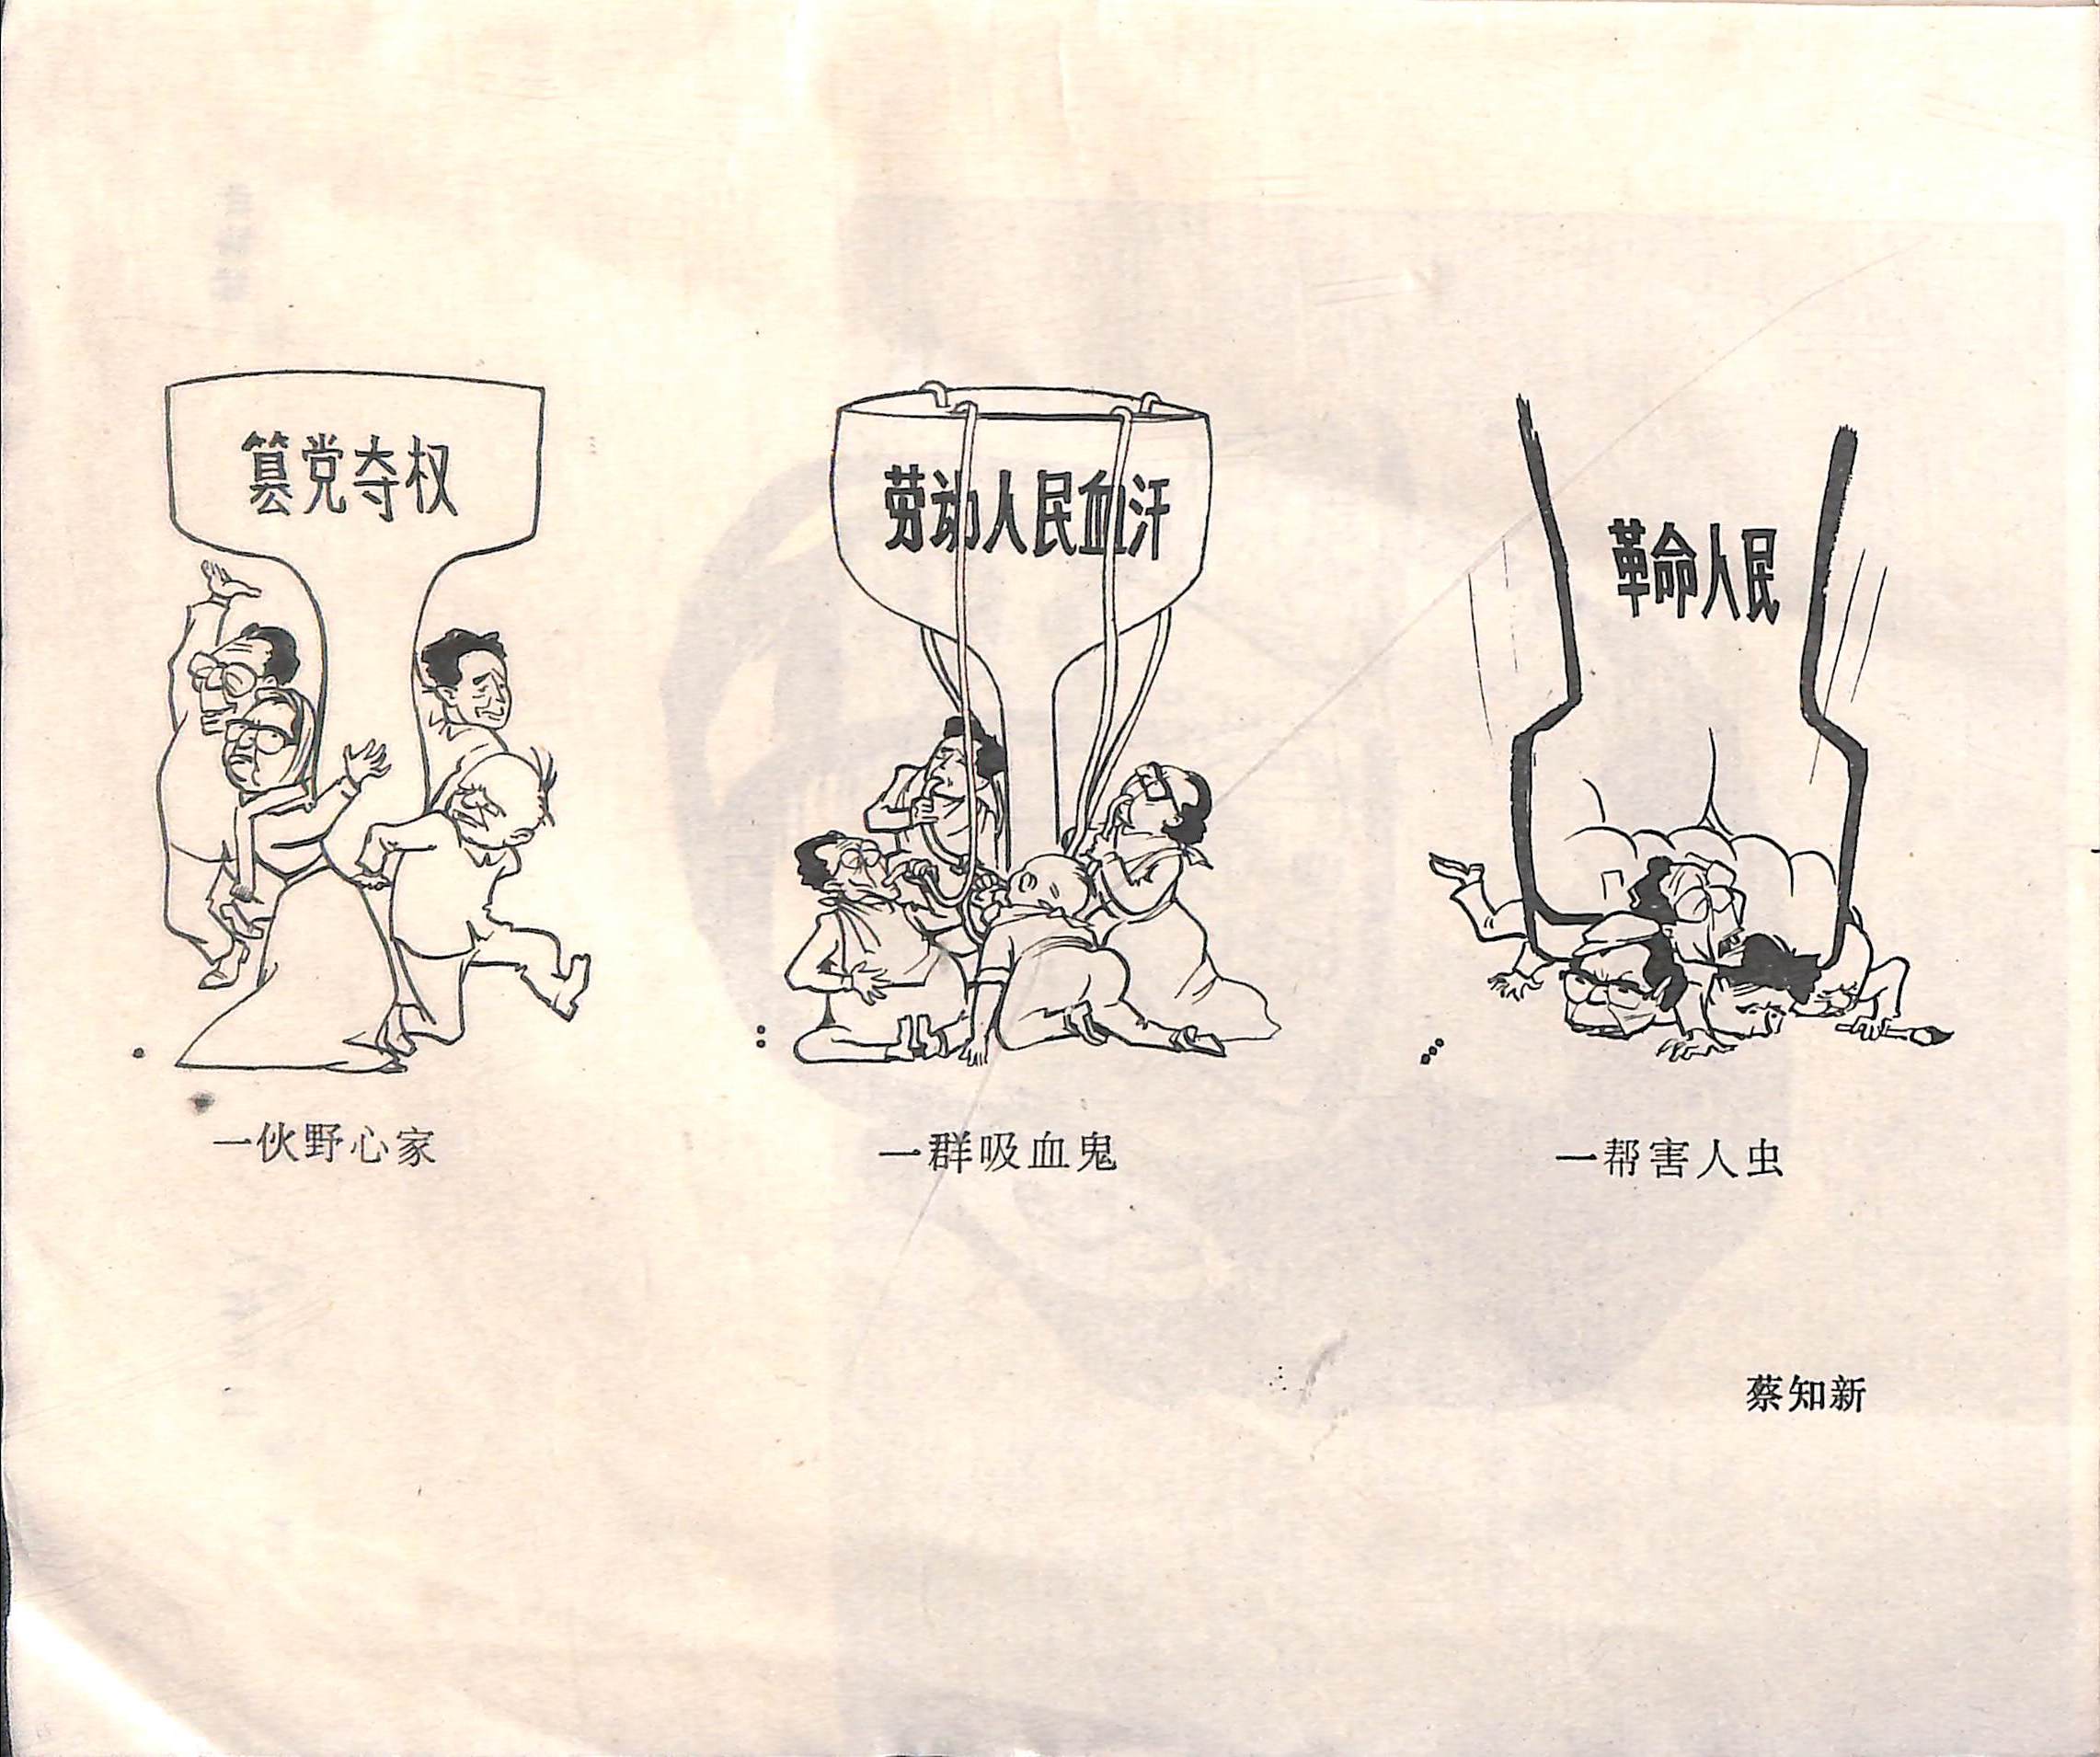 篡党夺权
一伙野心家
劳动人民血汗
一群吸血鬼
革命人民
一帮害人虫
蔡知新